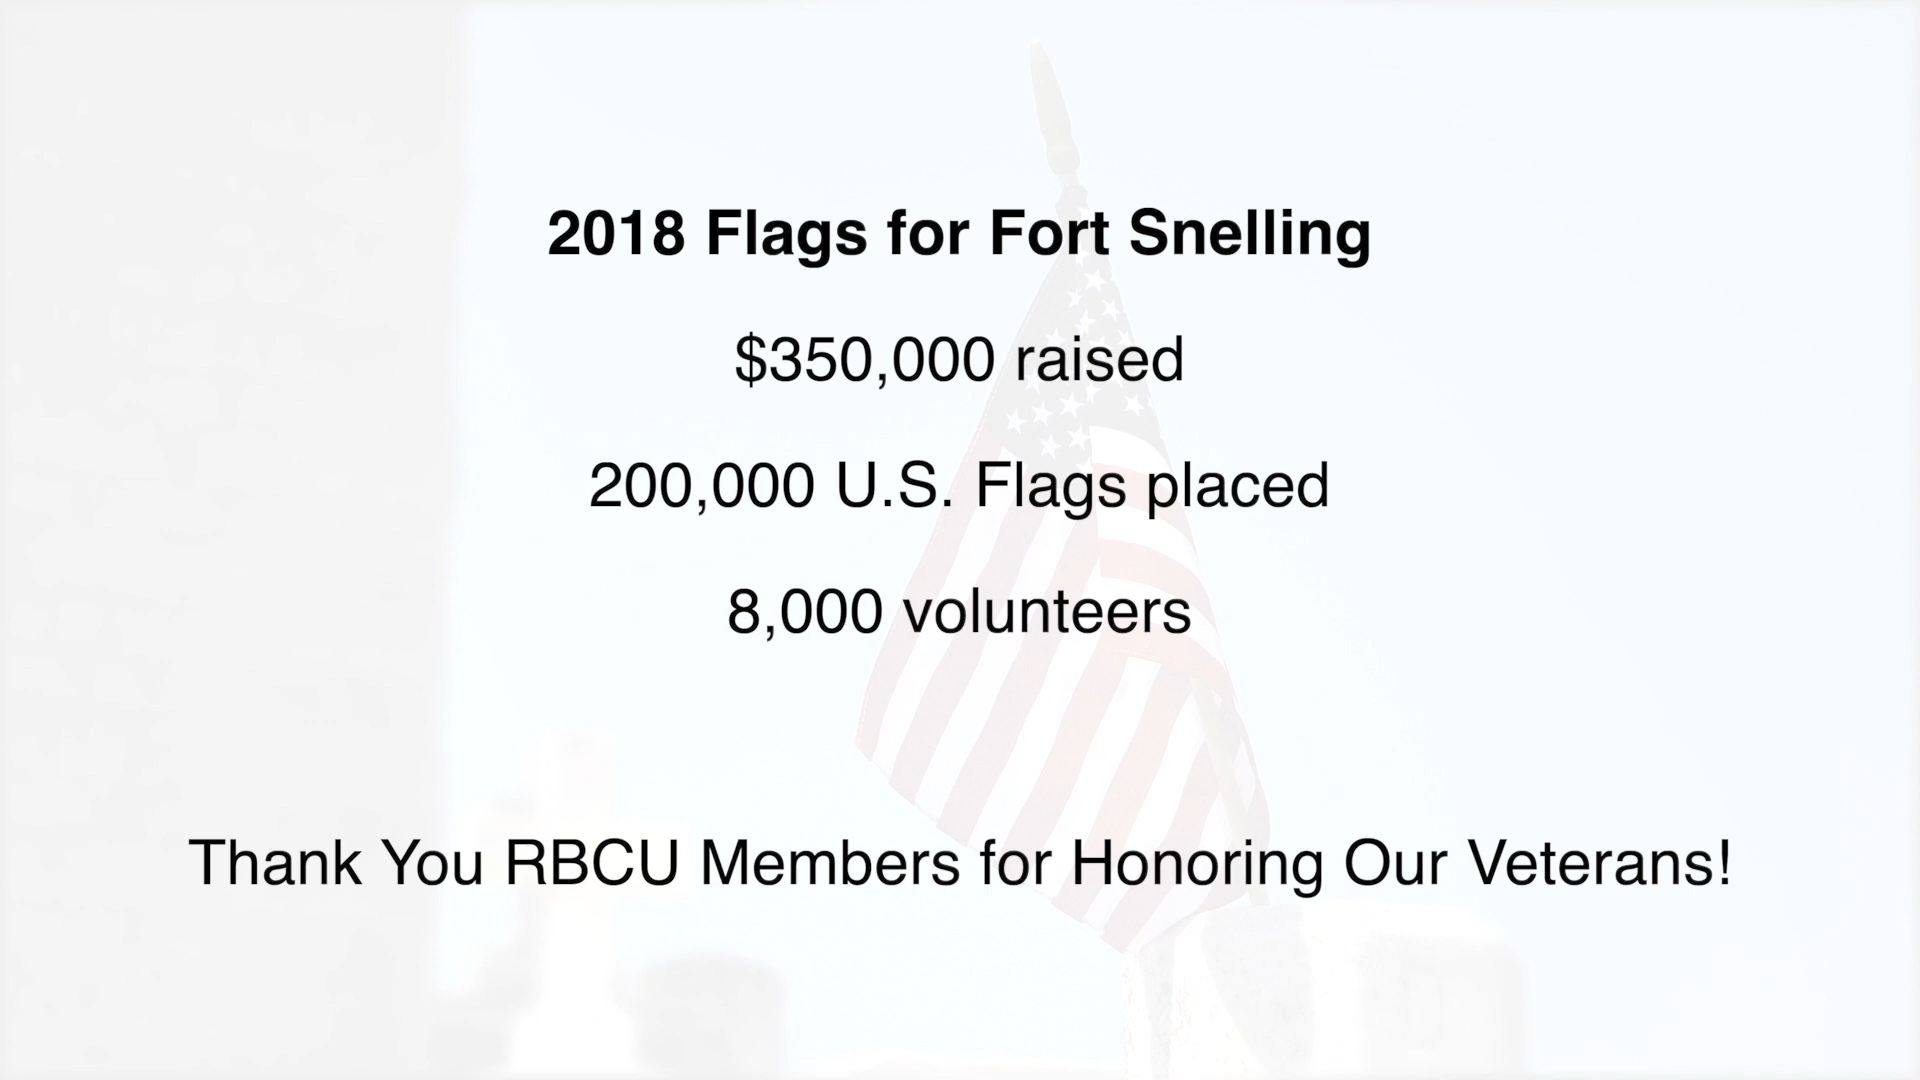 2018 Flags for Fort Snelling
$350,000 raised
200,000 U.S. Flags placed
8,000 volunteers
Thank You RBCU Members for Honoring Our Veterans!